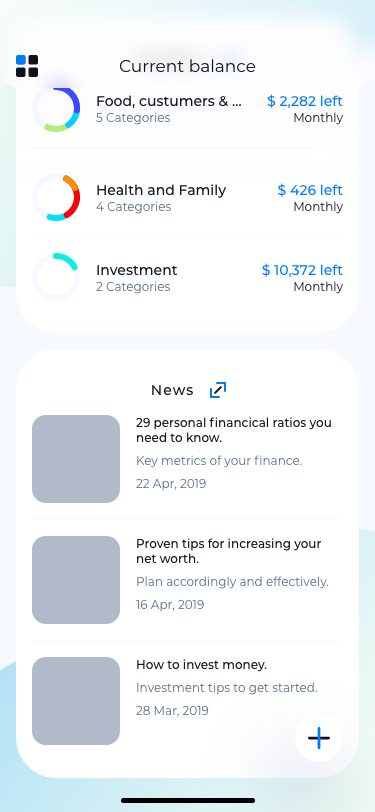 Current balance
Food, custumers & ...
$ 2,282 left
5 Categories
Monthly
Health and Family
$ 426 left
4 Categories
Monthly
Investment
$ 10,372 left
2 Categories
Monthly
News
29 personal financical ratios you
need to know.
Key metrics of your finance.
22 Apr, 2019
Proven tips for increasing your
net worth.
Plan accordingly and effectively.
16 Apr, 2019
How to invest money.
Investment tips to get started.
28 Mar, 2019